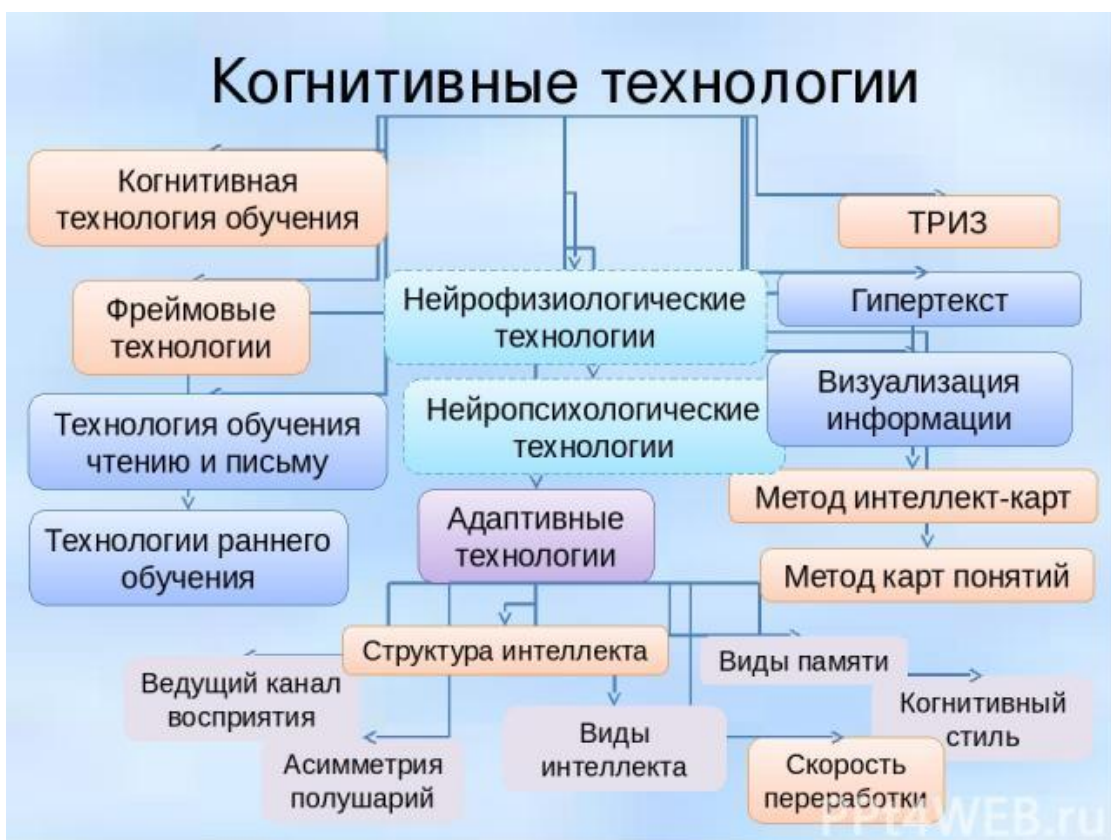 Когнитивные технологии
Когнитивная
технология обучения
ТРИЗ
Фреймовые
технологии
Нейрофизиологические
технологии
Гипертекст
Технология обучения
чтению и письму
Нейропсихологические
технологии
Визуализация
информации
Технологии раннего
обучения
Адаптивные
технологии
Метод интеллект-карт
Метод карт понятий
Структура интеллекта
Виды памяти
Ведущий канал
восприятия
Когнитивный
стиль
Асимметрия
полушарий
Виды
интеллекта
Скорость
переработки
PPt4WEB.ru